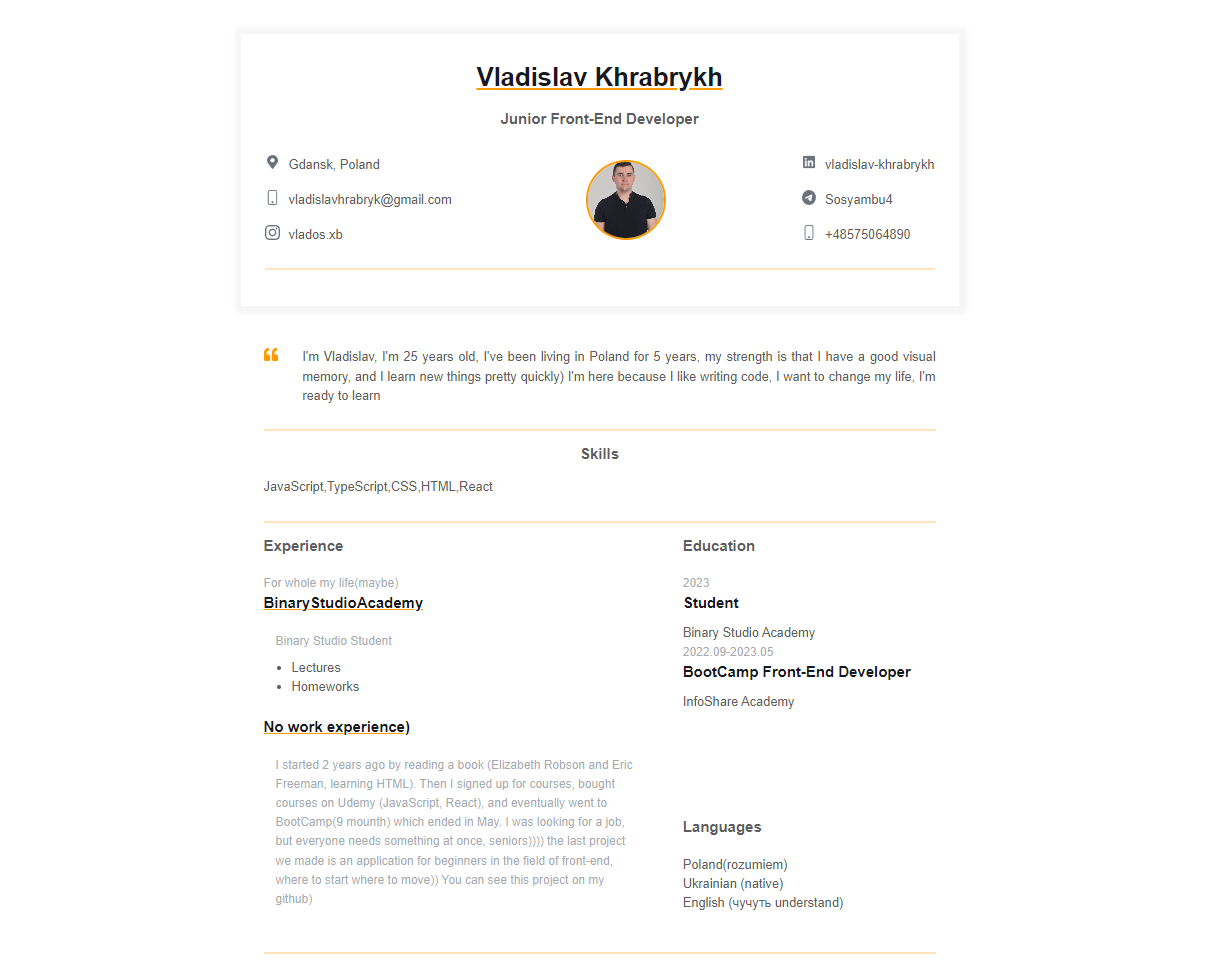 Vladislav Khrabrykh
Junior Front-End Developer
Gdansk, Poland
vladislavhrabryk@gmail.com
vlados.xb
vladislav-khrabrykh
Sosyambu4
+48575064890
I'm Vladislav, I'm 25 years old, I've been living in Poland for 5 years, my strength is that I have a good visual
memory, and I learn new things pretty quickly) I'm here because I like writing code, I want to change my life, I'm
ready to learn
Skills
JavaScript,TypeScript,CSS,HTML,React
Experience
For whole my life(maybe)
BinaryStudioAcademy
Binary Studio Student
• Lectures
• Homeworks
No work experience)
I started 2 years ago by reading a book (Elizabeth Robson and Eric
Freeman, learning HTML). Then I signed up for courses, bought
courses on Udemy (JavaScript, React), and eventually went to
BootCamp(9 mounth) which ended in May. I was looking for a job,
but everyone needs something at once, seniors)))) the last project
we made is an application for beginners in the field of front-end,
where to start where to move)) You can see this project on my
github)
Education
2023
Student
Binary Studio Academy
2022.09-2023.05
BootCamp Front-End Developer
InfoShare Academy
Languages
Poland(rozumiem)
Ukrainian (native)
English (чучуть understand)